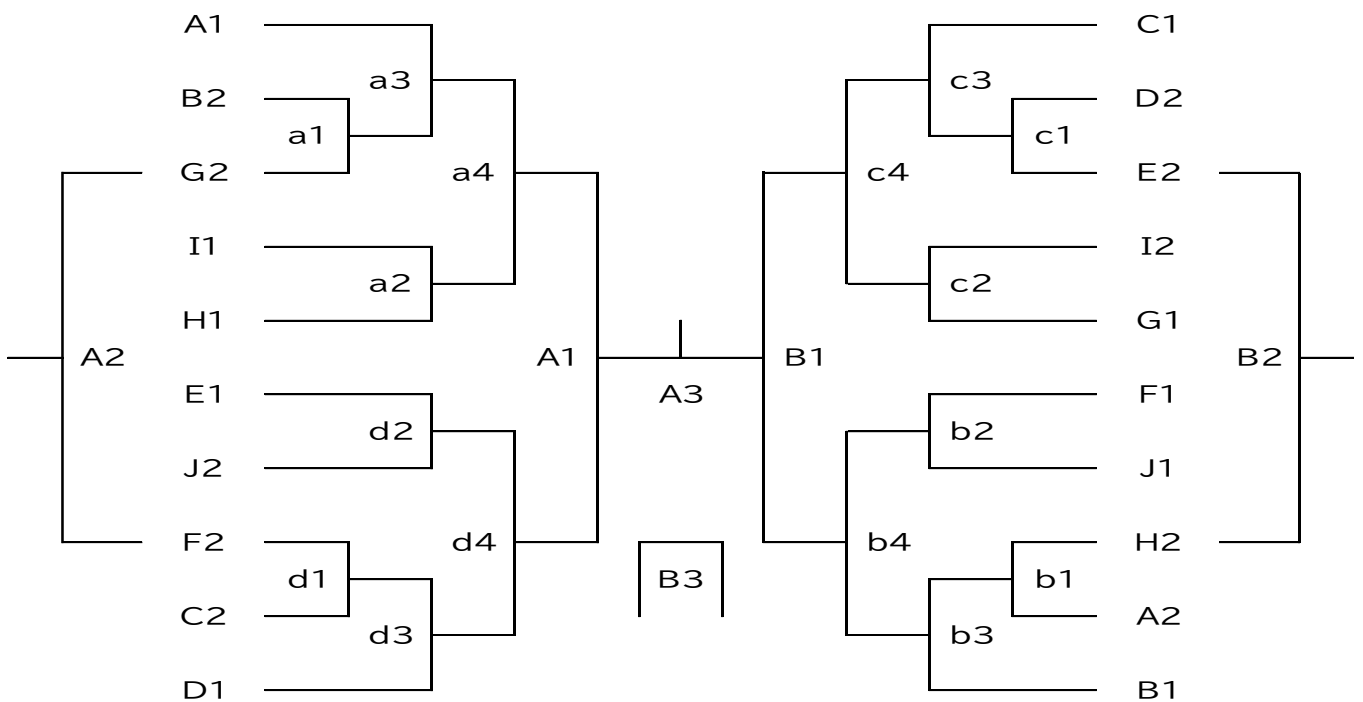 A1 C1
a3 c3
B2 D2
a1 c1
G2 a4 c4 E2
I1 I2
a2 c2
H1 G1
A2 A1 B1 B2
E1 A3 F1
d2 b2
J2 J1
F2 d4 b4 H2
d1 B3 b1
C2 A2
d3 b3
D1 B1